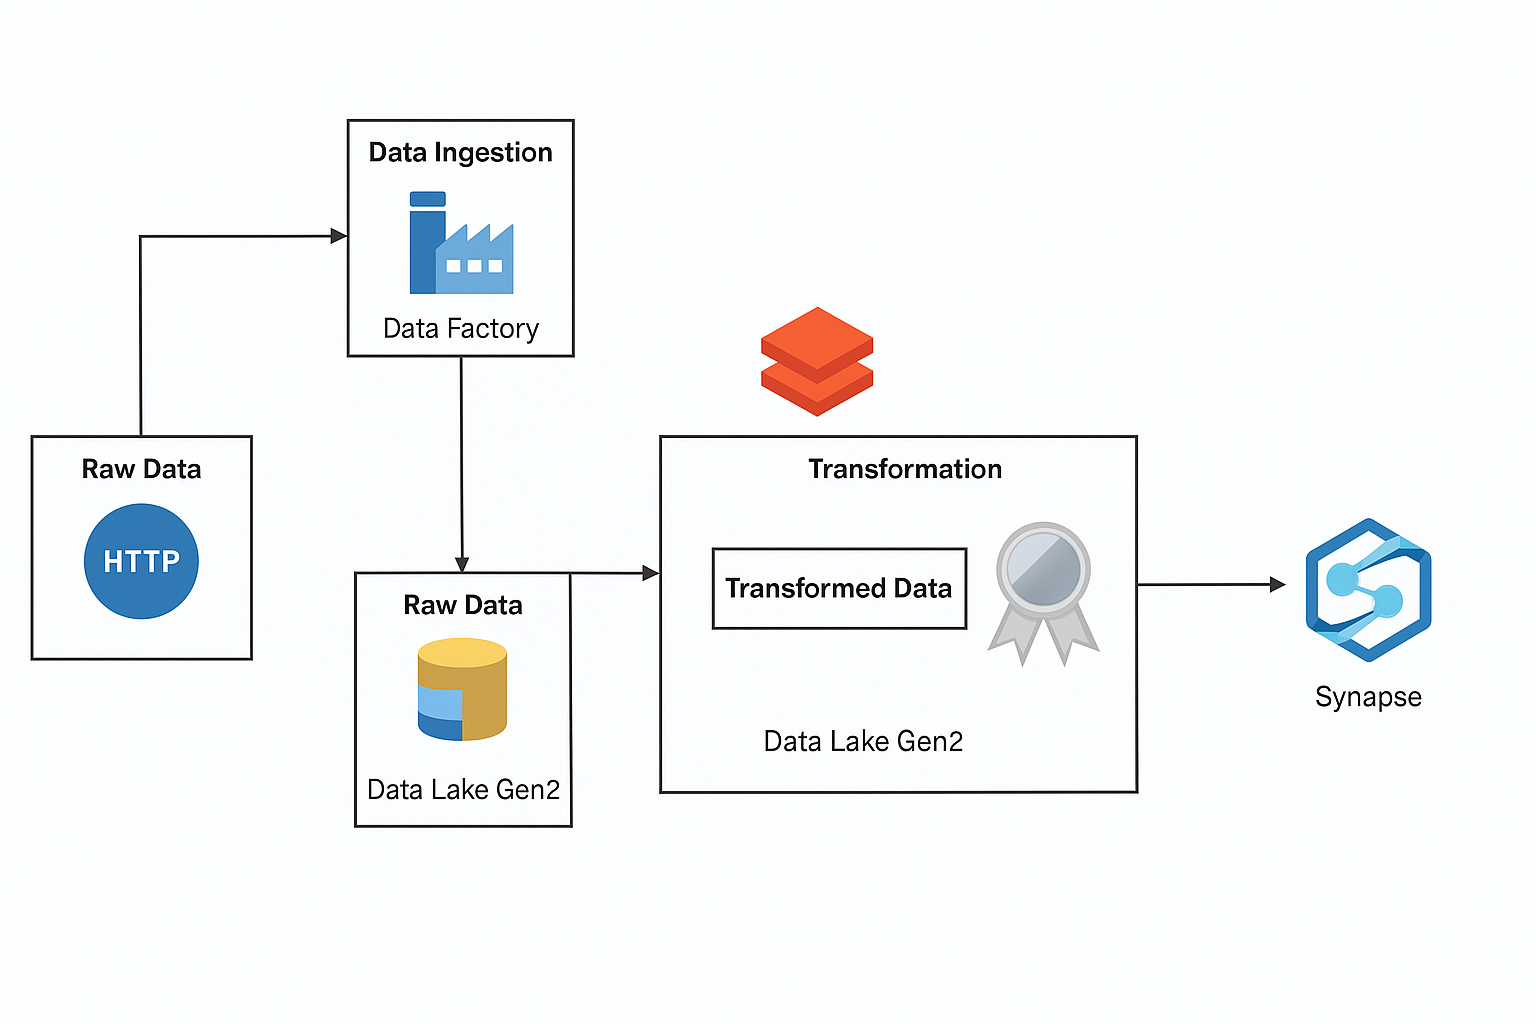 Data Ingestion
Data Factory
Raw Data
HTTP
Raw Data
Data Lake Gen2
Transformation
Transformed Data
Data Lake Gen2
Synapse